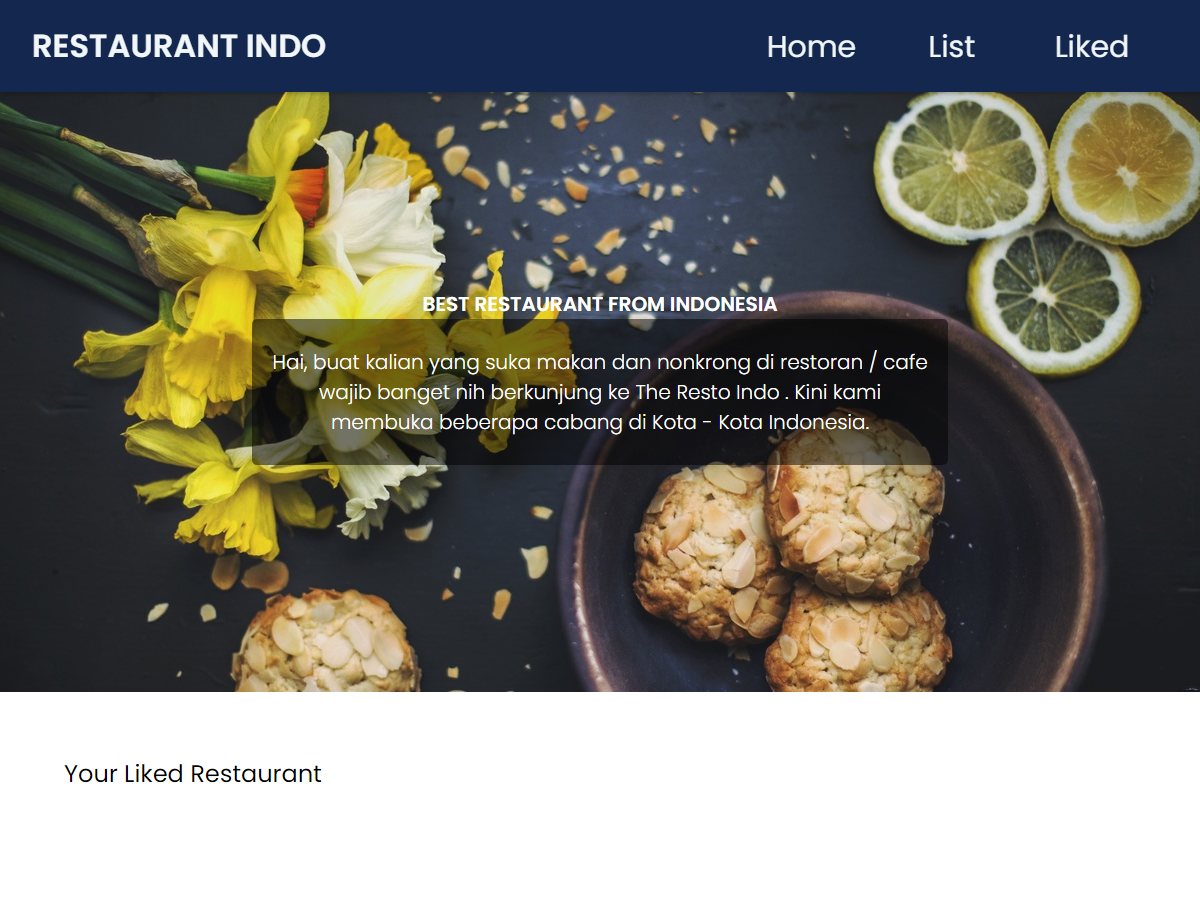 RESTAURANT INDO
Home
List
Liked
BEST RESTAURANT FROM INDONESIA
Hai, buat kalian yang suka makan dan nonkrong di restoran / cafe
wajib banget nih berkunjung ke The Resto Indo . Kini kami
membuka beberapa cabang di Kota - Kota Indonesia.
Your Liked Restaurant